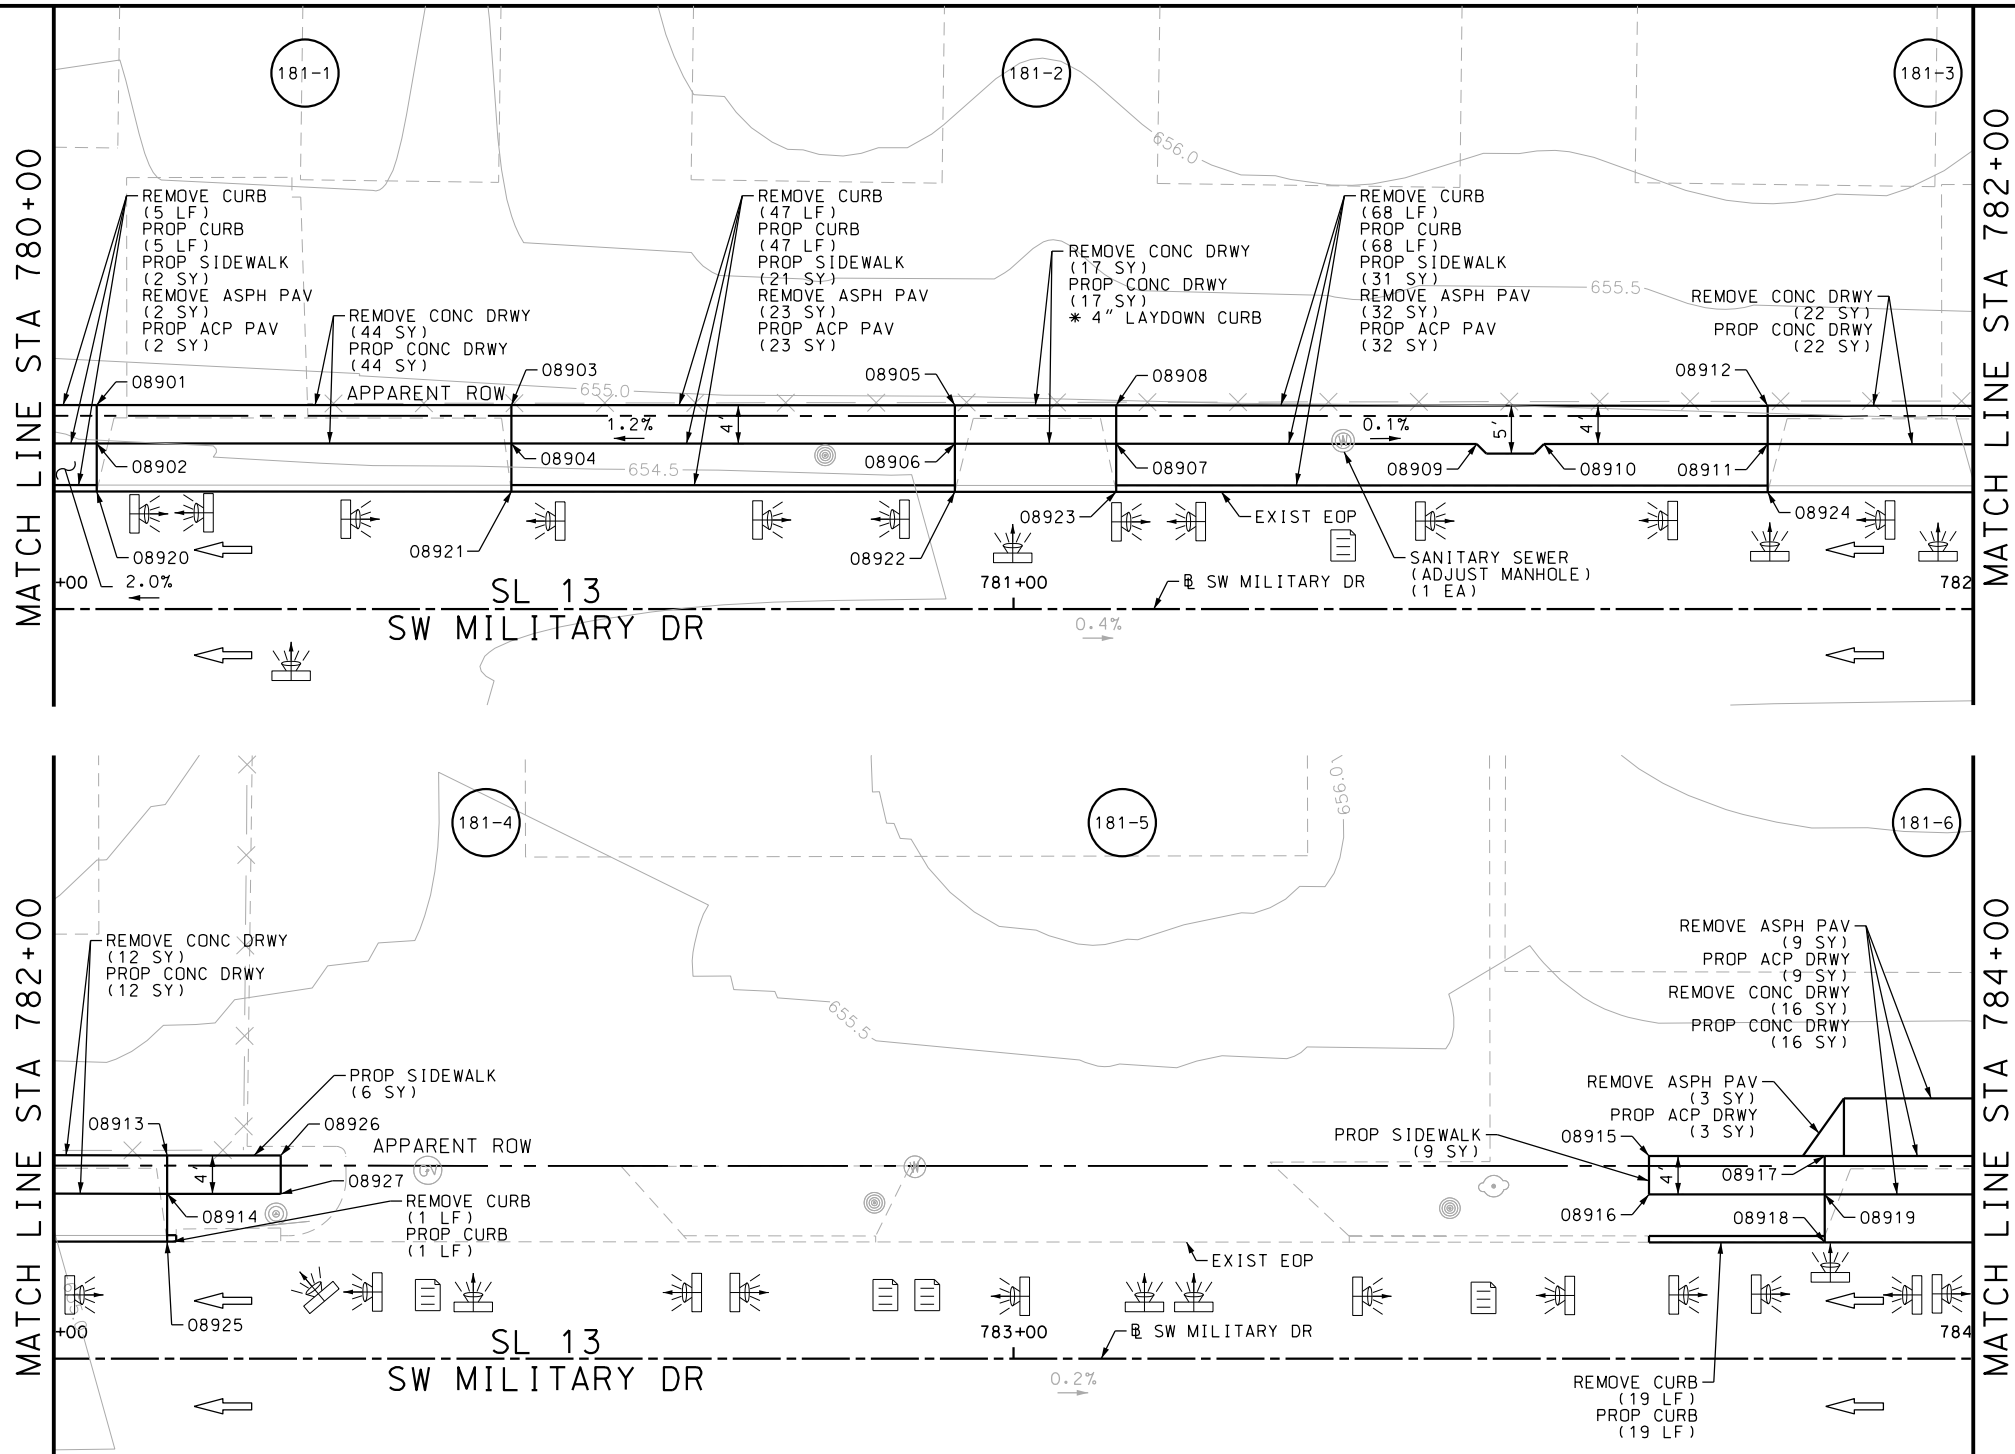 181-1
181-2
181-3
656.0
MATCH LINE STA 780+00
MATCH LINE STA 782+00
REMOVE CURB
(5 LF)
PROP CURB
(5 LF)
PROP SIDEWALK
(2 SY)
REMOVE ASPH PAV
(2 SY)
PROP ACP PAV
(2 SY)
REMOVE CONC DRWY
(44 SY)
PROP CONC DRWY
(44 SY)
REMOVE CURB
(47 LF)
PROP CURB
(47 LF)
PROP SIDEWALK
(21 SY)
REMOVE ASPH PAV
(23 SY)
PROP ACP PAV
(23 SY)
REMOVE CONC DRWY
(17 SY)
PROP CONC DRWY
(17 SY)
* 4" LAYDOWN CURB
REMOVE CURB
(68 LF)
PROP CURB
(68 LF)
PROP SIDEWALK
(31 SY)
REMOVE ASPH PAV
(32 SY)
PROP ACP PAV
(32 SY)
655.5
REMOVE CONC DRWY
(22 SY)
PROP CONC DRWY
(22 SY)
08901
APPARENT ROW
08903
655.0
08905
08908
08912
1.2%
4'
0.1%
5'
4'
08902
08904
654.5
08906
08907
08909
08910
08911
08920
08921
08922
08923
EXIST EOP
08924
SANITARY SEWER
(ADJUST MANHOLE)
(1 EA)
+00
2.0%
SL 13
781+00
B SW MILITARY DR
782
SW MILITARY DR
0.4%
181-4
181-5
181-6
656.0
MATCH LINE STA 782+00
MATCH LINE STA 784+00
REMOVE CONC DRWY
(12 SY)
PROP CONC DRWY
(12 SY)
655.5
REMOVE ASPH PAV
(9 SY)
PROP ACP DRWY
(9 SY)
REMOVE CONC DRWY
(16 SY)
PROP CONC DRWY
(16 SY)
PROP SIDEWALK
(6 SY)
REMOVE ASPH PAV
(3 SY)
PROP ACP DRWY
(3 SY)
08913
08926
APPARENT ROW
PROP SIDEWALK
(9 SY)
08915
4'
GV
W
4'
08917
08927
08914
REMOVE CURB
(1 LF)
PROP CURB
(1 LF)
08916
08918
08919
EXIST EOP
08925
+00
SL 13
783+00
B SW MILITARY DR
784
SW MILITARY DR
0.2%
REMOVE CURB
(19 LF)
PROP CURB
(19 LF)